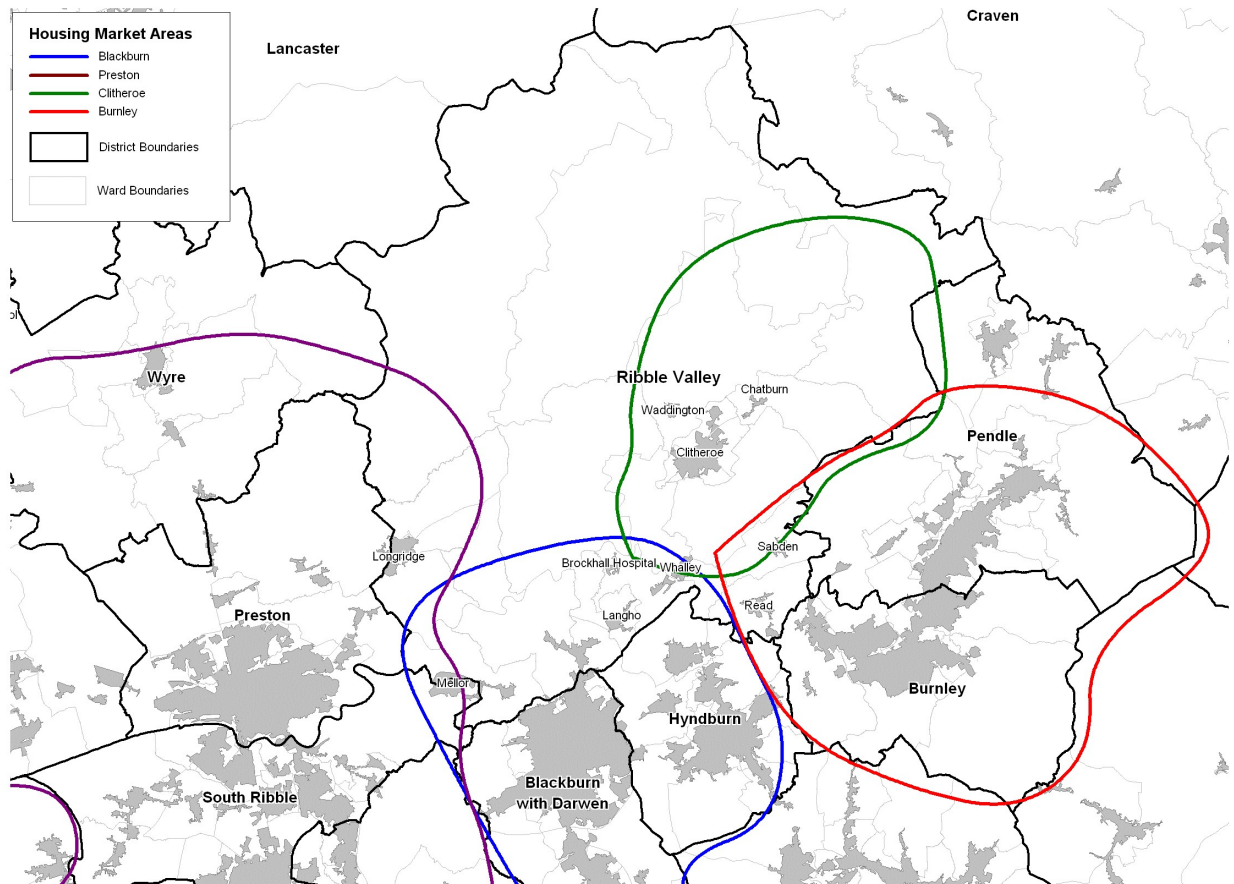 Housing Market Areas
Blackburn
Preston
Clitheroe
Burnley
District Boundaries
Ward Boundaries
Lancaster
Craven
Wyre
Ribble Valley
Chatburn
Waddington
Clitheroe
Pendle
Longridge
Brockhall Hospital
Whalley
Sabden
Read
Langho
Preston
Mellor
Burnley
Hyndburn
Blackburn
with Darwen
South Ribble